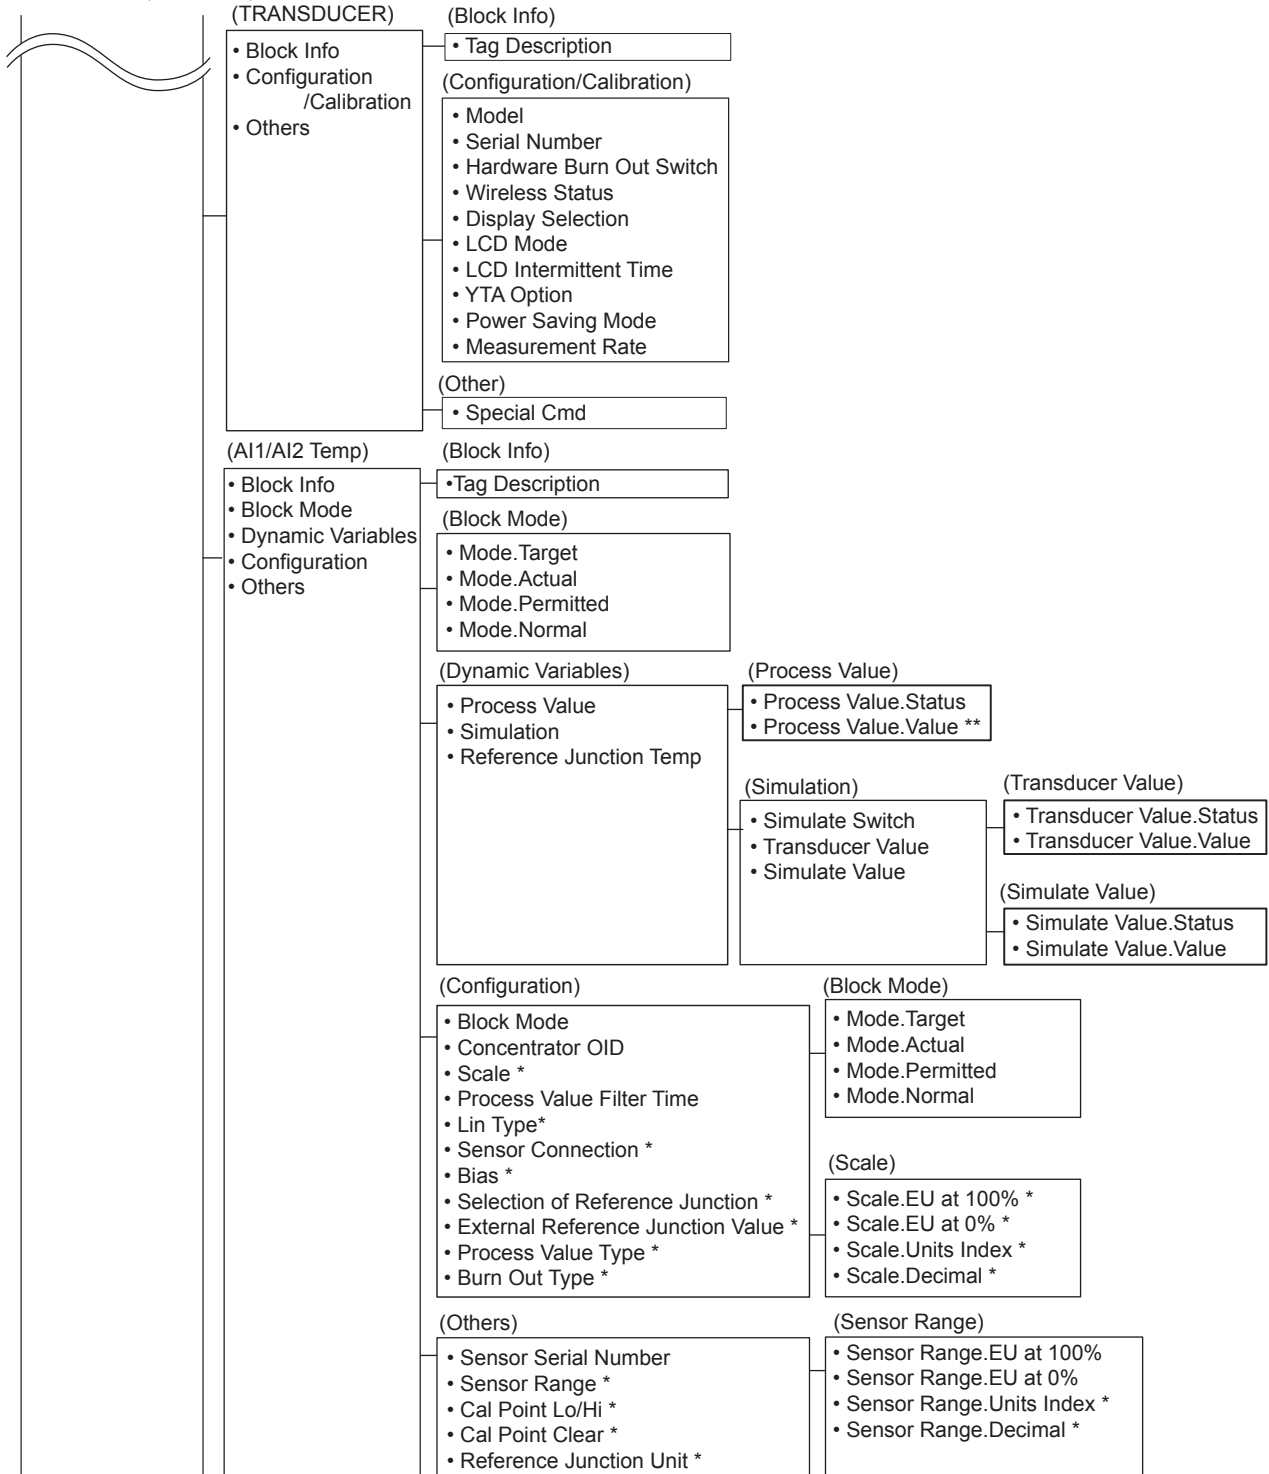 (TRANSDUCER)
• Block Info
• Configuration
/Calibration
• Others
(Block Info)
• Tag Description
(Configuration/Calibration)
• Model
• Serial Number
• Hardware Burn Out Switch
• Wireless Status
• Display Selection
• LCD Mode
• LCD Intermittent Time
• YTA Option
• Power Saving Mode
• Measurement Rate
(Other)
• Special Cmd
(AI1/AI2 Temp)
• Block Info
• Block Mode
• Dynamic Variables
• Configuration
• Others
(Block Info)
•Tag Description
(Block Mode)
• Mode.Target
• Mode.Actual
• Mode.Permitted
• Mode.Normal
(Dynamic Variables)
• Process Value
• Simulation
• Reference Junction Temp
(Process Value)
• Process Value.Status
• Process Value.Value **
(Simulation)
• Simulate Switch
• Transducer Value
• Simulate Value
(Transducer Value)
• Transducer Value.Status
• Transducer Value.Value
(Simulate Value)
• Simulate Value.Status
• Simulate Value.Value
(Configuration)
• Block Mode
• Concentrator OID
• Scale *
• Process Value Filter Time
• Lin Type*
• Sensor Connection *
• Bias *
• Selection of Reference Junction *
• External Reference Junction Value *
• Process Value Type *
• Burn Out Type *
(Block Mode)
• Mode.Target
• Mode.Actual
• Mode.Permitted
• Mode.Normal
(Scale)
• Scale.EU at 100% *
• Scale.EU at 0% *
• Scale.Units Index *
• Scale.Decimal *
(Others)
• Sensor Serial Number
• Sensor Range *
• Cal Point Lo/Hi *
• Cal Point Clear *
• Reference Junction Unit *
(Sensor Range)
• Sensor Range.EU at 100%
• Sensor Range.EU at 0%
• Sensor Range.Units Index *
• Sensor Range.Decimal *